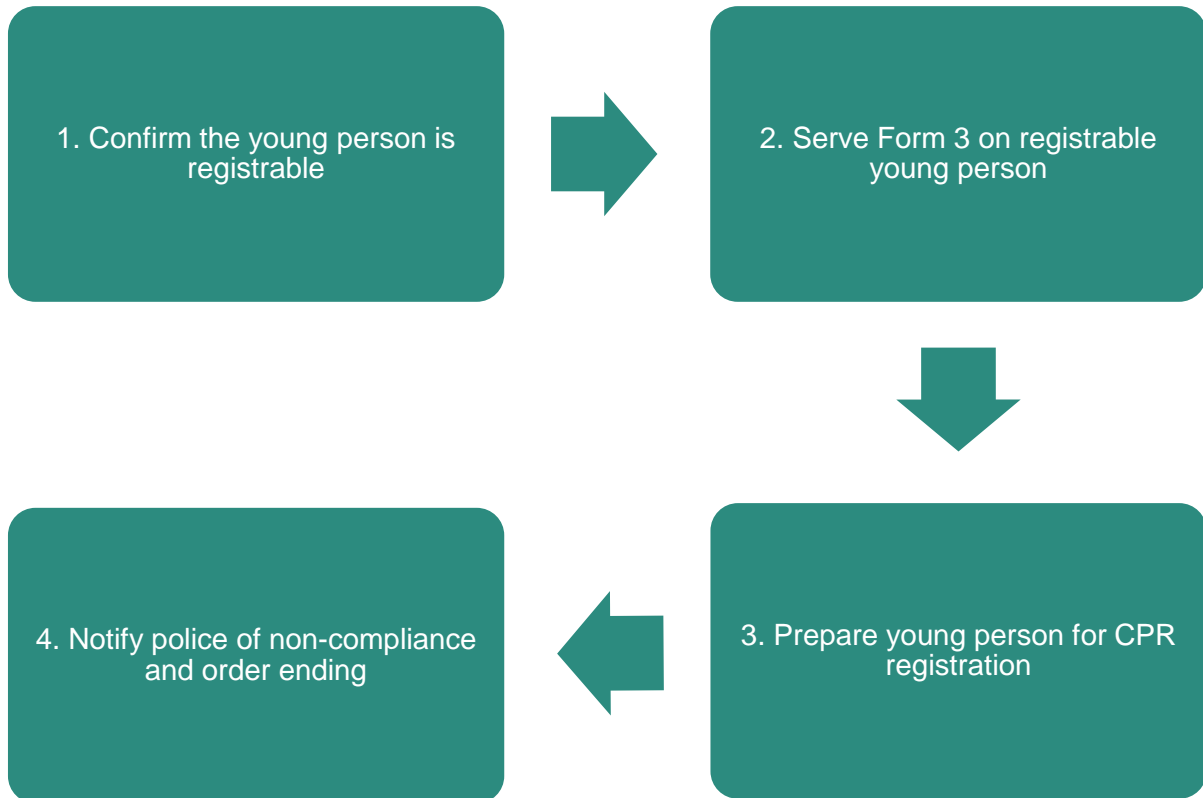 1. Confirm the young person is
registrable
2. Serve Form 3 on registrable
young person
3. Prepare young person for CPR
registration
4. Notify police of non-compliance
and order ending